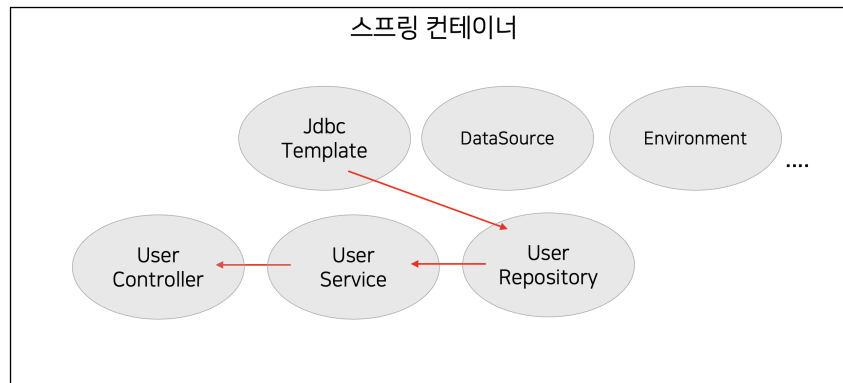 스프링 컨테이너
Jdbc
Template
DataSource
Environment
....
User
Controller
User
Service
User
Repository